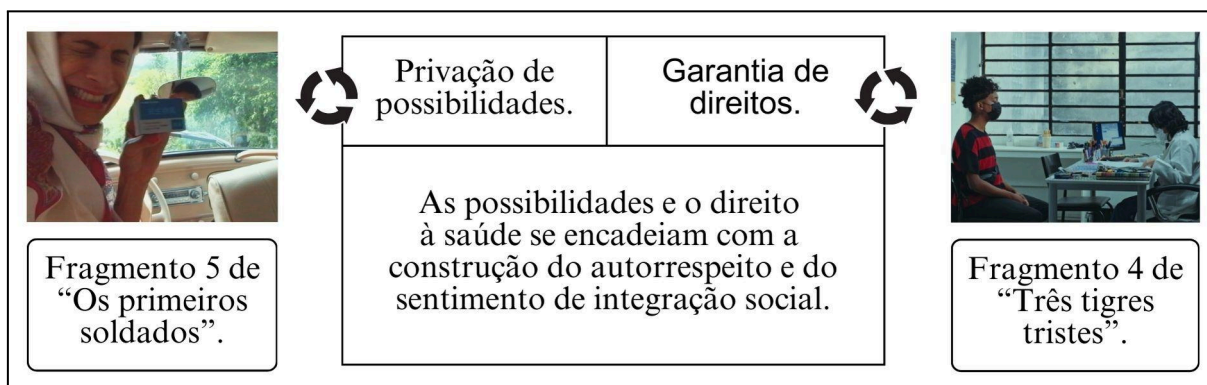 Privação de
possibilidades.
Garantia de
direitos.
As possibilidades e o direito
à saúde se encadeiam com a
construção do autorrespeito e do
sentimento de integração social.
Fragmento 5 de
“Os primeiros
soldados”.
Fragmento 4 de
“Três tigres
tristes”.